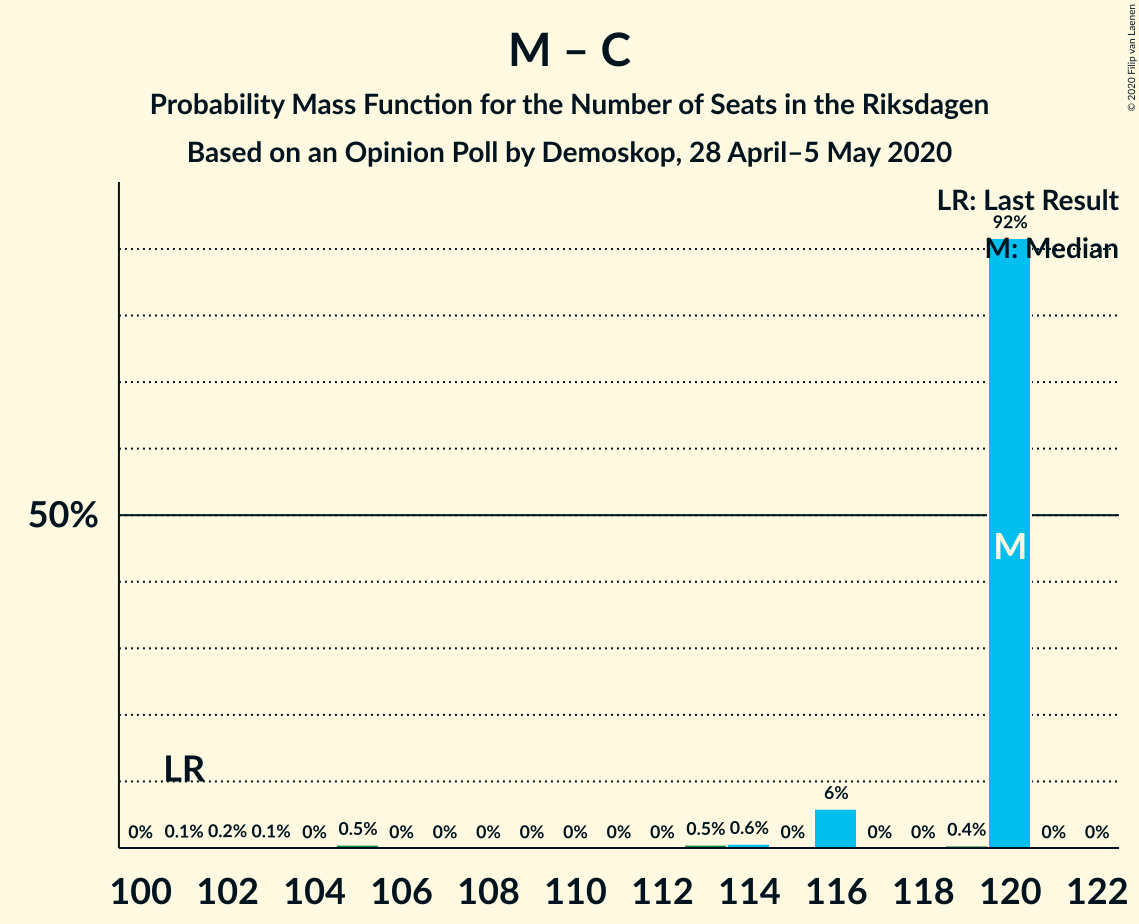 M – C
Probability Mass Function for the Number of Seats in the Riksdagen
Based on an Opinion Poll by Demoskop, 28 April–5 May 2020
© 2020 Filip van Laenen
LR: Last Result
92%
M: Median
50%
M
LR
6%
0% 0.1% 0.2% 0.1% 0% 0.5% 0% 0% 0% 0% 0% 0% 0% 0.5% 0.6% 0% 0% 0% 0.4% 0% 0%
100 102 104 106 108 110 112 114 116 118 120 122